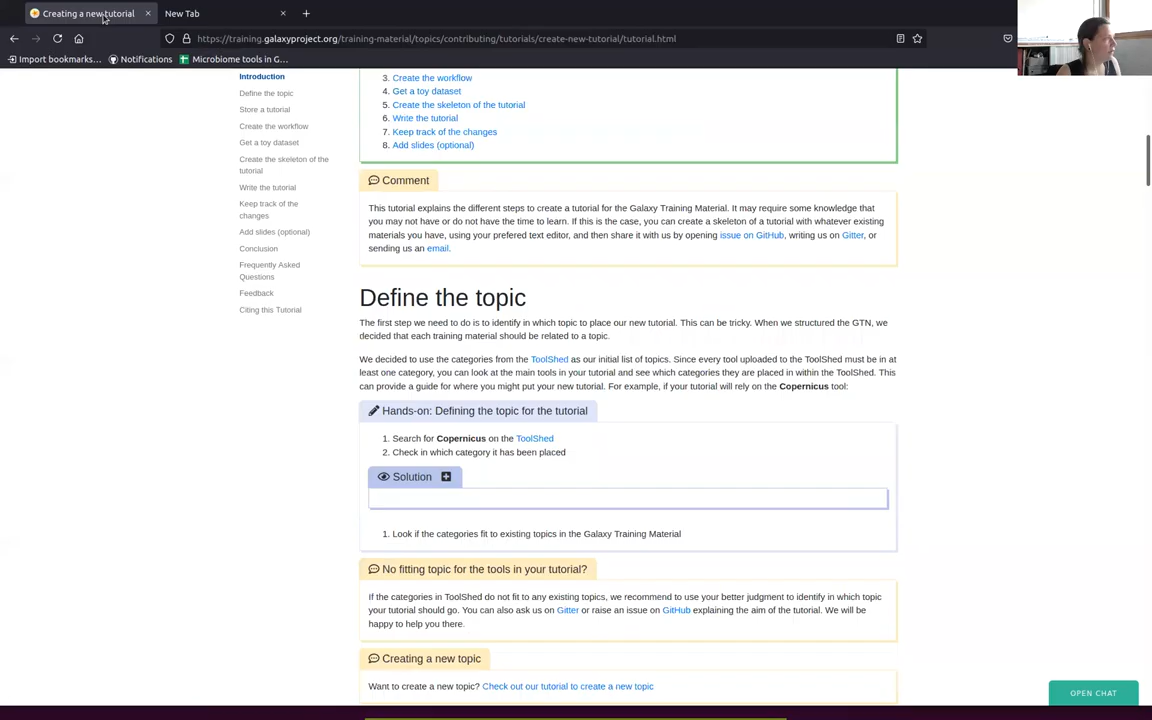 Creating a new tutorial
New Tab
https://training.galaxyproject.org/training-material/topics/contributing/tutorials/create-new-tutorial/tutorial.html
Import bookmarks...
Notifications
Microbiome tools in G...
Introduction
Define the topic
Store a tutorial
Create the workflow
Get a toy dataset
Create the skeleton of the
tutorial
Write the tutorial
Keep track of the
changes
Add slides (optional)
Conclusion
Frequently Asked
Questions
Feedback
Citing this Tutorial
3. Create the workflow
4. Get a toy dataset
5. Create the skeleton of the tutorial
6. Write the tutorial
7. Keep track of the changes
8. Add slides (optional)
Comment
This tutorial explains the different steps to create a tutorial for the Galaxy Training Material. It may require some knowledge that
you may not have or do not have the time to learn. If this is the case, you can create a skeleton of a tutorial with whatever existing
materials you have, using your prefered text editor, and then share it with us by opening issue on GitHub, writing us on Gitter, or
sending us an email.
Define the topic
The first step we need to do is to identify in which topic to place our new tutorial. This can be tricky. When we structured the GTN, we
decided that each training material should be related to a topic.
We decided to use the categories from the ToolShed as our initial list of topics. Since every tool uploaded to the ToolShed must be in at
least one category, you can look at the main tools in your tutorial and see which categories they are placed in within the ToolShed. This
can provide a guide for where you might put your new tutorial. For example, if your tutorial will rely on the Copernicus tool:
Hands-on: Defining the topic for the tutorial
1. Search for Copernicus on the ToolShed
2. Check in which category it has been placed
Solution
1. Look if the categories fit to existing topics in the Galaxy Training Material
No fitting topic for the tools in your tutorial?
If the categories in ToolShed do not fit to any existing topics, we recommend to use your better judgment to identify in which topic
your tutorial should go. You can also ask us on Gitter or raise an issue on GitHub explaining the aim of the tutorial. We will be
happy to help you there.
Creating a new topic
Want to create a new topic? Check out our tutorial to create a new topic
OPEN CHAT